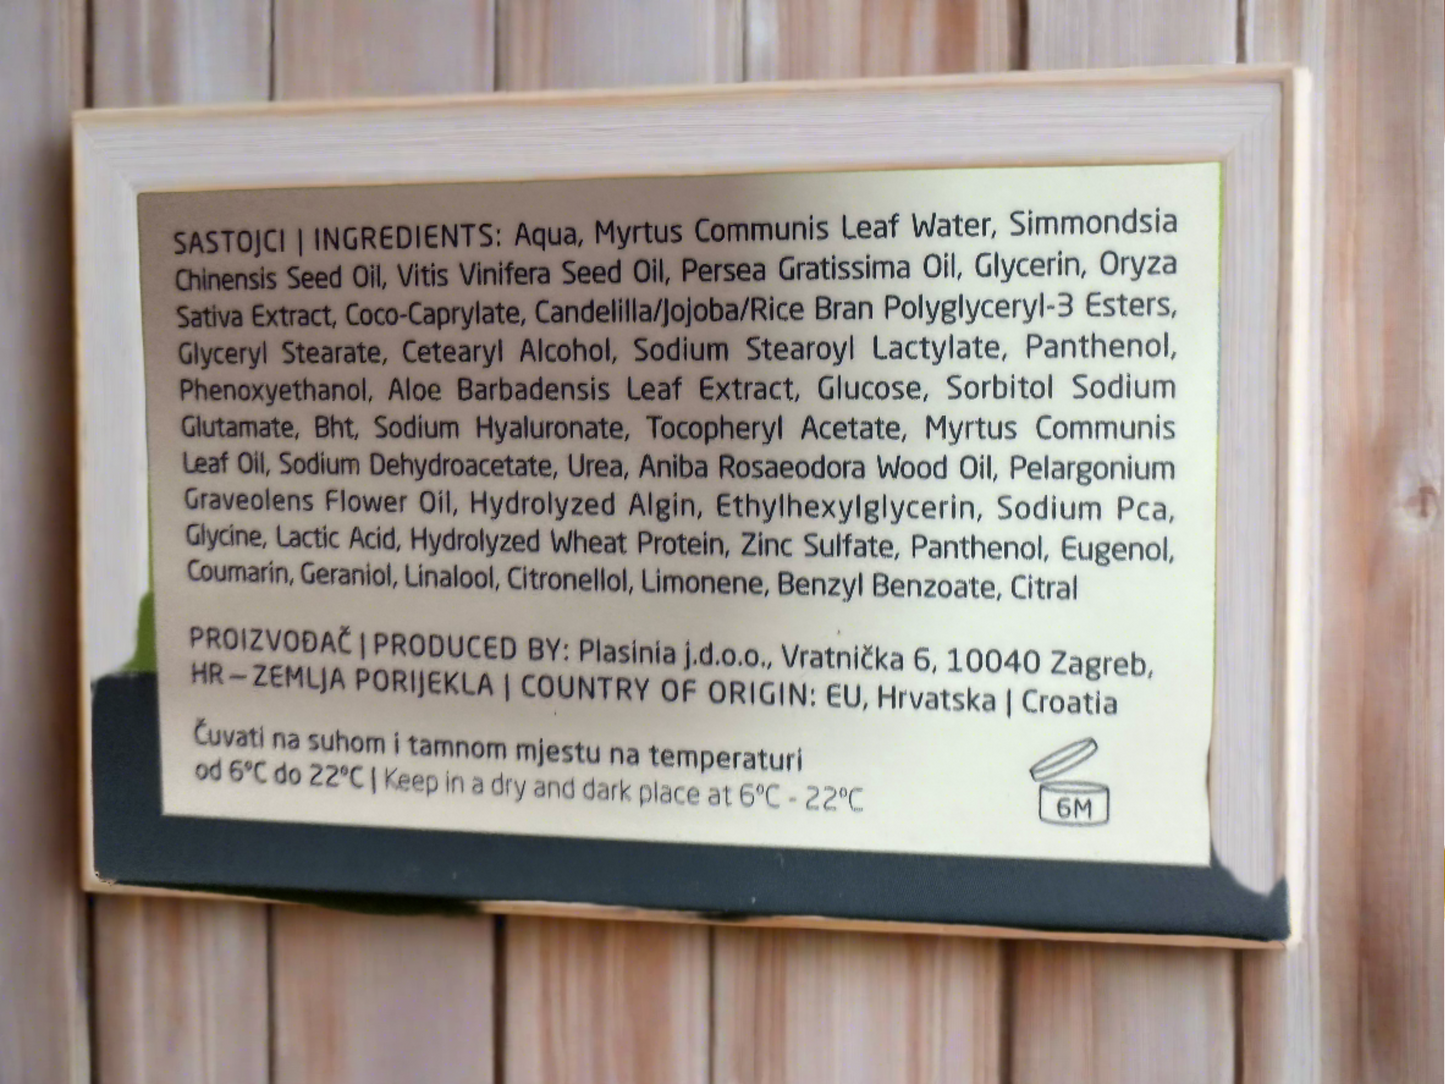 SASTOJCI | INGREDIENTS: Aqua, Myrtus Communis Leaf Water, Simmondsia
Chinensis Seed Oil, Vitis Vinifera Seed Oil, Persea Gratissima Oil, Glycerin, Oryza
Sativa Extract, Coco-Caprylate, Candelilla/Jojoba/Rice Bran Polyglyceryl-3 Esters,
Glyceryl Stearate, Cetearyl Alcohol, Sodium Stearoyl Lactylate, Panthenol,
Phenoxyethanol, Aloe Barbadensis Leaf Extract, Glucose, Sorbitol Sodium
Glutamate, Bht, Sodium Hyaluronate, Tocopheryl Acetate, Myrtus Communis
Leaf Oil, Sodium Dehydroacetate, Urea, Aniba Rosaeodora Wood Oil, Pelargonium
Graveolens Flower Oil, Hydrolyzed Algin, Ethylhexylglycerin, Sodium Pca,
Glycine, Lactic Acid, Hydrolyzed Wheat Protein, Zinc Sulfate, Panthenol, Eugenol,
Coumarin, Geraniol, Linalool, Citronellol, Limonene, Benzyl Benzoate, Citral
PROIZVOĐAČ | PRODUCED BY: Plasinia j.d.o.o., Vratnička 6, 10040 Zagreb,
HR – ZEMLJA PORIJEKLA | COUNTRY OF ORIGIN: EU, Hrvatska | Croatia
Čuvati na suhom i tamnom mjestu na temperaturi
od 6°C do 22°C | Keep in a dry and dark place at 6°C - 22°C
6M